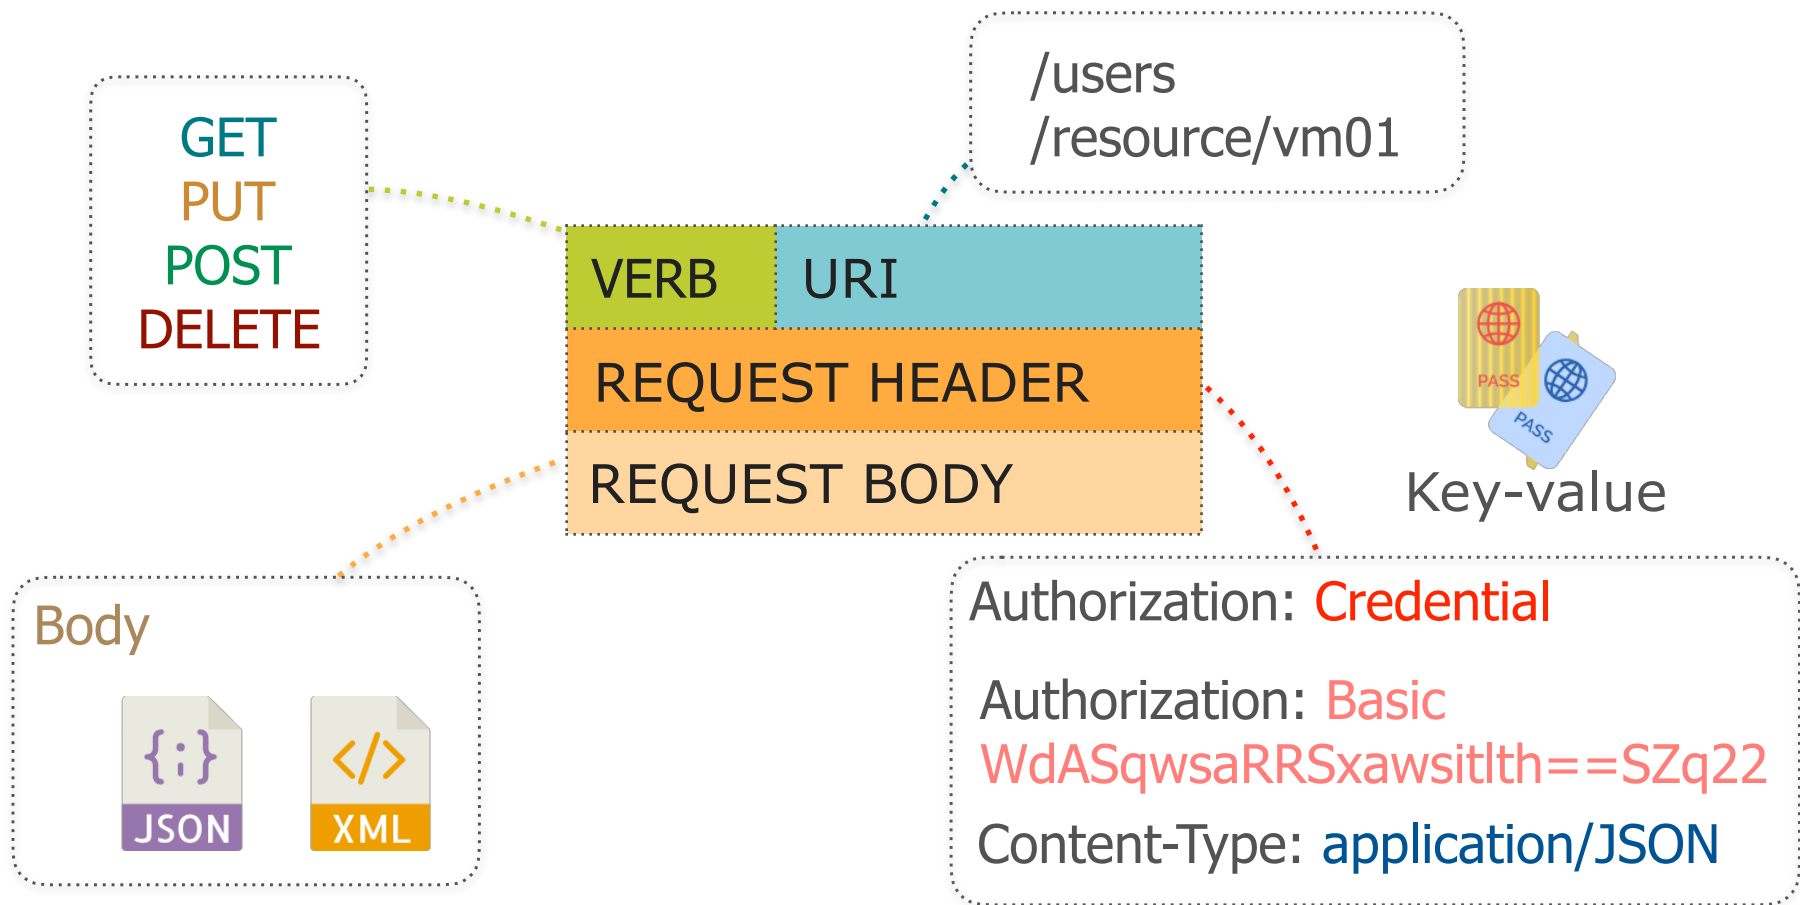 GET
PUT
POST
DELETE
/users
/resource/vm01
VERB
URI
REQUEST HEADER
REQUEST BODY
PASS
PASS
Key-value
Body
JSON
XML
Authorization: Credential
Authorization: Basic
WdASqwsaRRSxawsitlth==SZq22
Content-Type: application/JSON